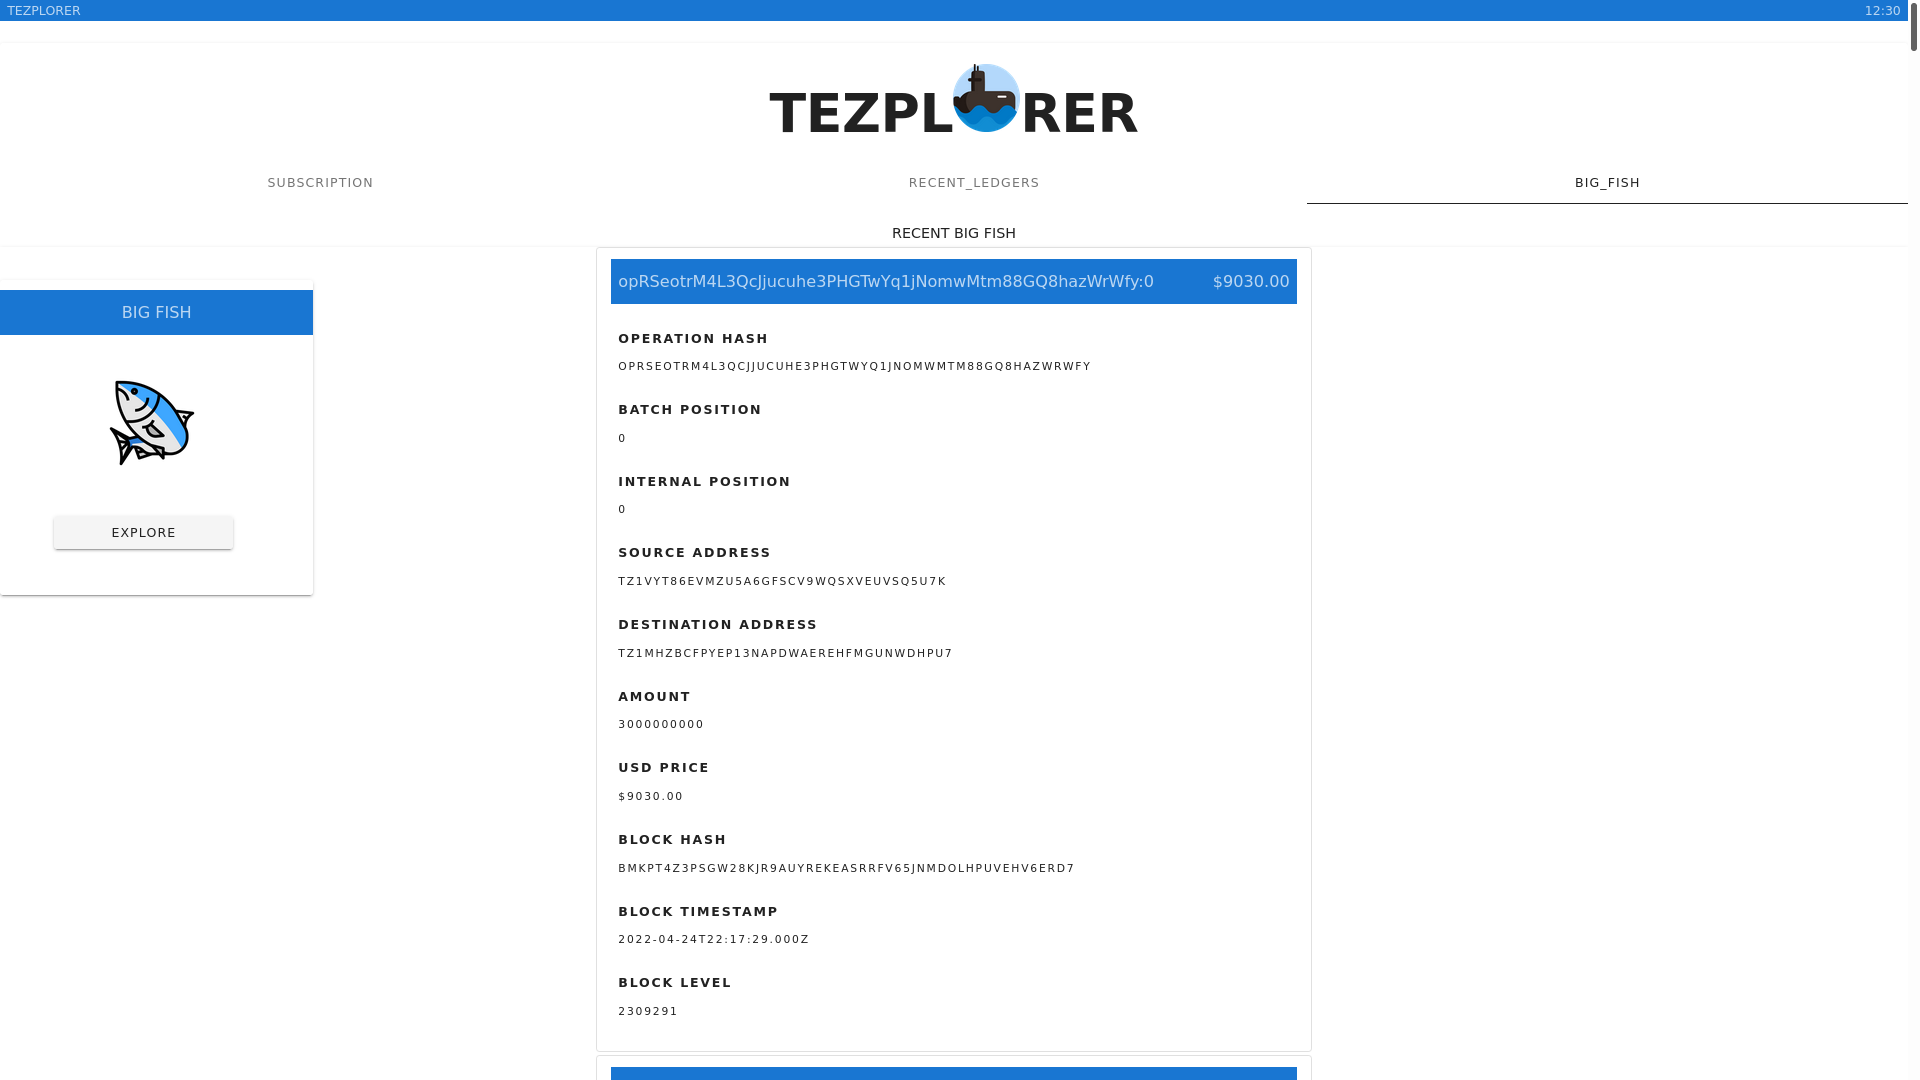 TEZPLORER 12:30
TEZPLORER
SUBSCRIPTION RECENT_LEDGERS BIG_FISH
RECENT BIG FISH
BIG FISH
EXPLORE
opRSeotrM4L3QcJjucuhe3PHGTwYq1jNomwMtm88GQ8hazWrWfy:0 $9030.00
OPERATION HASH
OPRSEOTRM4L3QCJJUCUHE3PHGTWYQ1JNOMWMTM88GQ8HAZWRWFY
BATCH POSITION
0
INTERNAL POSITION
0
SOURCE ADDRESS
TZ1VYT86EVMZU5A6GFSCV9WQSXVEUVSQ5U7K
DESTINATION ADDRESS
TZ1MHZBCFPYEP13NAPDWAEREHFMGUNWDHPU7
AMOUNT
3000000000
USD PRICE
$9030.00
BLOCK HASH
BMKPT4Z3PSGW28KJR9AUYREKEASRRFV65JNMDOLHPUVEHV6ERD7
BLOCK TIMESTAMP
2022-04-24T22:17:29.000Z
BLOCK LEVEL
2309291